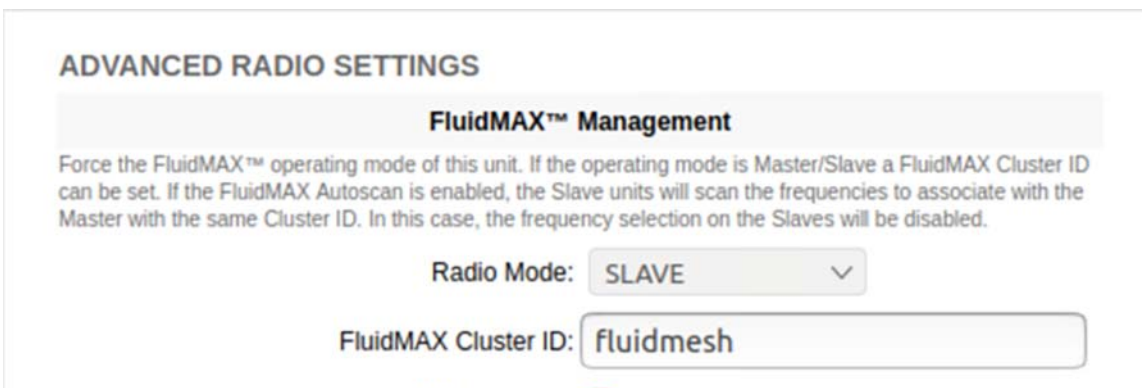 ADVANCED RADIO SETTINGS
FluidMAX™ Management
Force the FluidMAX™ operating mode of this unit. If the operating mode is Master/Slave a FluidMAX Cluster ID
can be set. If the FluidMAX Autoscan is enabled, the Slave units will scan the frequencies to associate with the
Master with the same Cluster ID. In this case, the frequency selection on the Slaves will be disabled.
Radio Mode: SLAVE
FluidMAX Cluster ID: fluidmesh